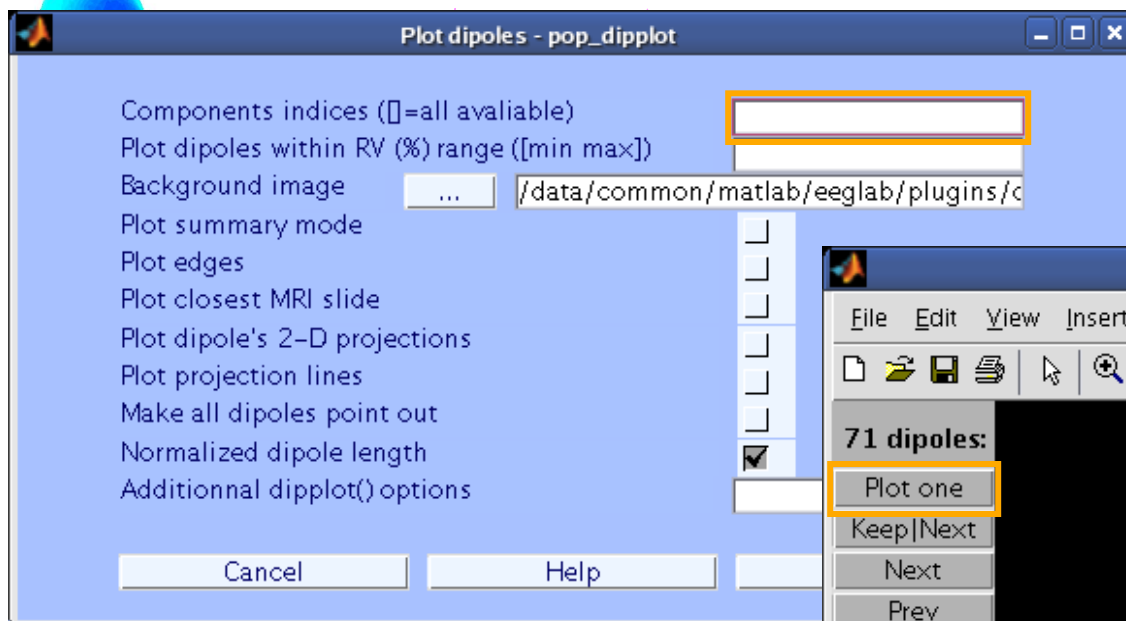 Plot dipoles - pop_dipplot
Components indices ([]=all avaliable)
Plot dipoles within RV (%) range ([min max])
Background image ... /data/common/matlab/eeglab/plugins/c
Plot summary mode
Plot edges
Plot closest MRI slide
Plot dipole's 2-D projections
Plot projection lines
Make all dipoles point out
Normalized dipole length
Additionnal dipplot() options
Cancel Help
File Edit View Insert
71 dipoles:
Plot one
Keep|Next
Next
Prev